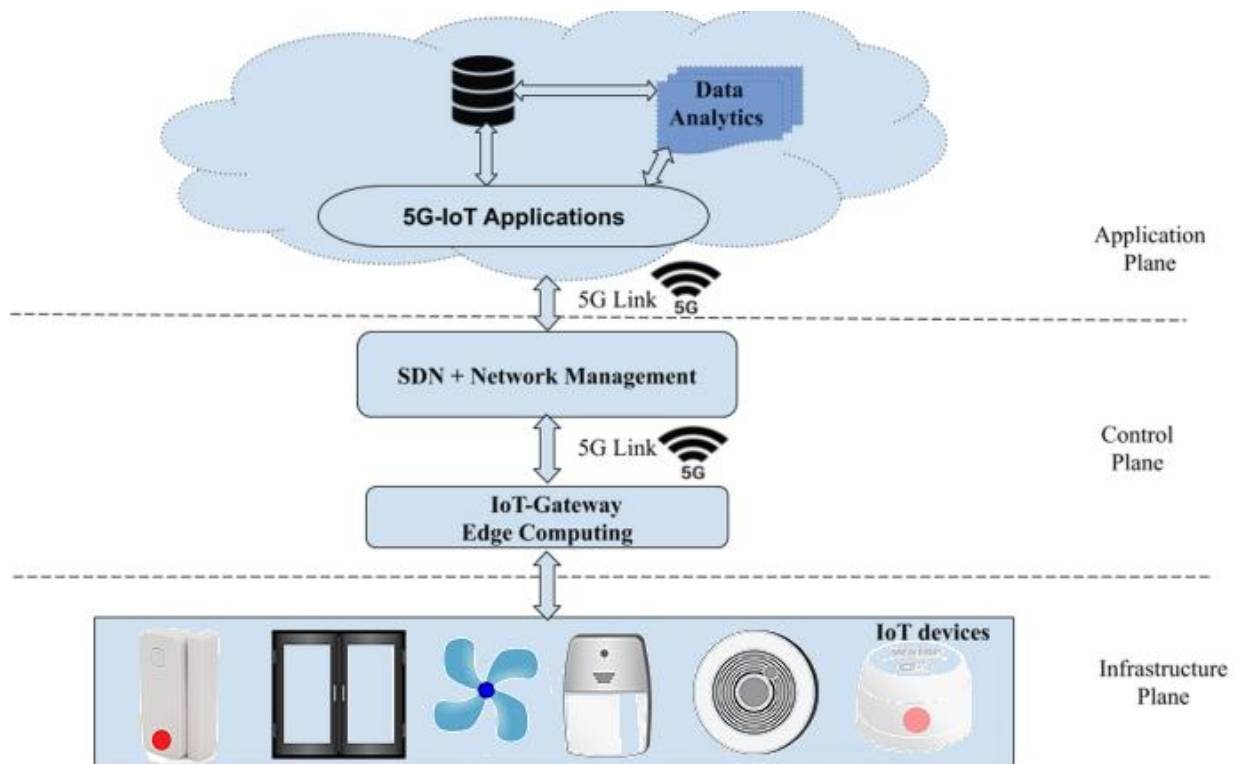 Data
Analytics
5G-IoT Applications
Application
Plane
5G Link
5G
SDN + Network Management
5G Link
5G
Control
Plane
IoT-Gateway
Edge Computing
IoT devices
Infrastructure
Plane